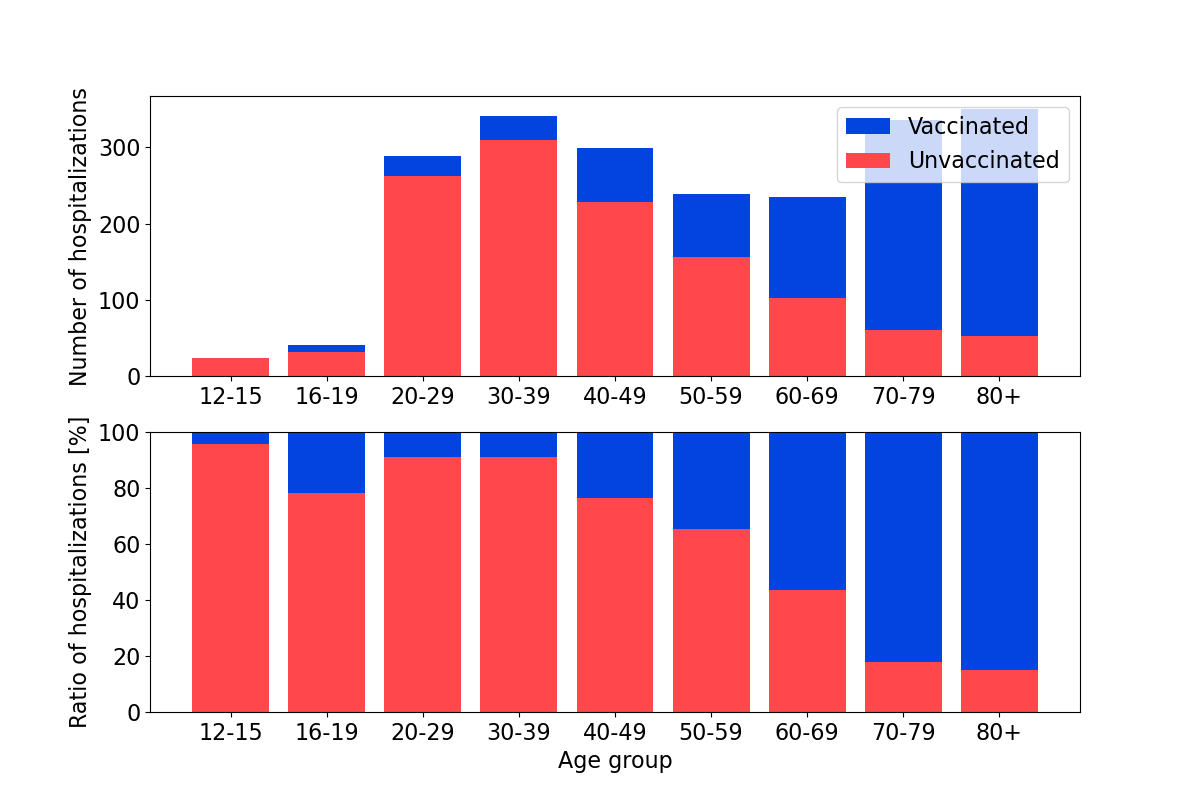 Number of hospitalizations
300
200
100
0
Vaccinated
Unvaccinated
12-15 16-19 20-29 30-39 40-49 50-59 60-69 70-79 80+
Ratio of hospitalizations [%]
100
80
60
40
20
0
12-15 16-19 20-29 30-39 40-49 50-59 60-69 70-79 80+
Age group